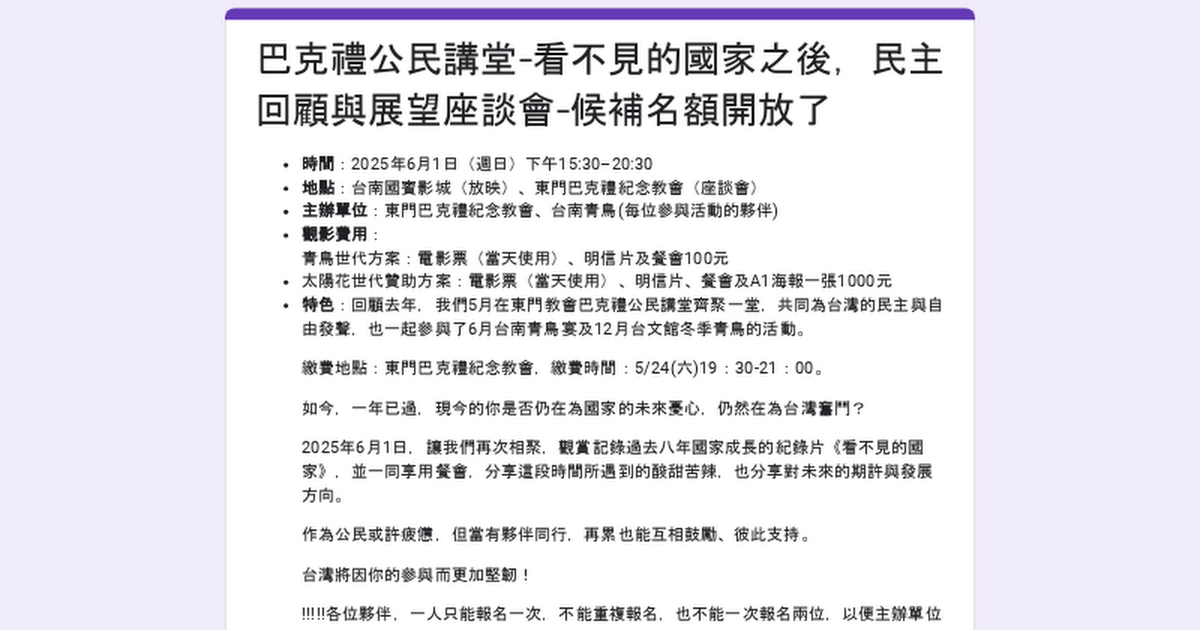 巴克禮公民講堂-看不見的國家之後，民主
回顧與展望座談會-候補名額開放了
• 時間：2025年6月1日（週日）下午15:30–20:30
• 地點：台南國賓影城（放映）、東門巴克禮紀念教會（座談會）
• 主辦單位：東門巴克禮紀念教會、台南青鳥(每位參與活動的夥伴)
• 觀影費用：
青鳥世代方案：電影票（當天使用）、明信片及餐會100元
• 太陽花世代贊助方案：電影票（當天使用）、明信片、餐會及A1海報一張1000元
• 特色：回顧去年，我們5月在東門教會巴克禮公民講堂齊聚一堂，共同為台灣的民主與自
由發聲，也一起參與了6月台南青鳥宴及12月台文館冬季青鳥的活動。
繳費地點：東門巴克禮紀念教會，繳費時間：5/24(六)19：30-21：00。
如今，一年已過，現今的你是否仍在為國家的未來憂心，仍然在為台灣奮鬥？
2025年6月1日，讓我們再次相聚，觀賞記錄過去八年國家成長的紀錄片《看不見的國
家》，並一同享用餐會，分享這段時間所遇到的酸甜苦辣，也分享對未來的期許與發展
方向。
作為公民或許疲憊，但當有夥伴同行，再累也能互相鼓勵、彼此支持。
台灣將因你的參與而更加堅韌！
!!!!!各位夥伴，一人只能報名一次，不能重複報名，也不能一次報名兩位，以便主辦單位